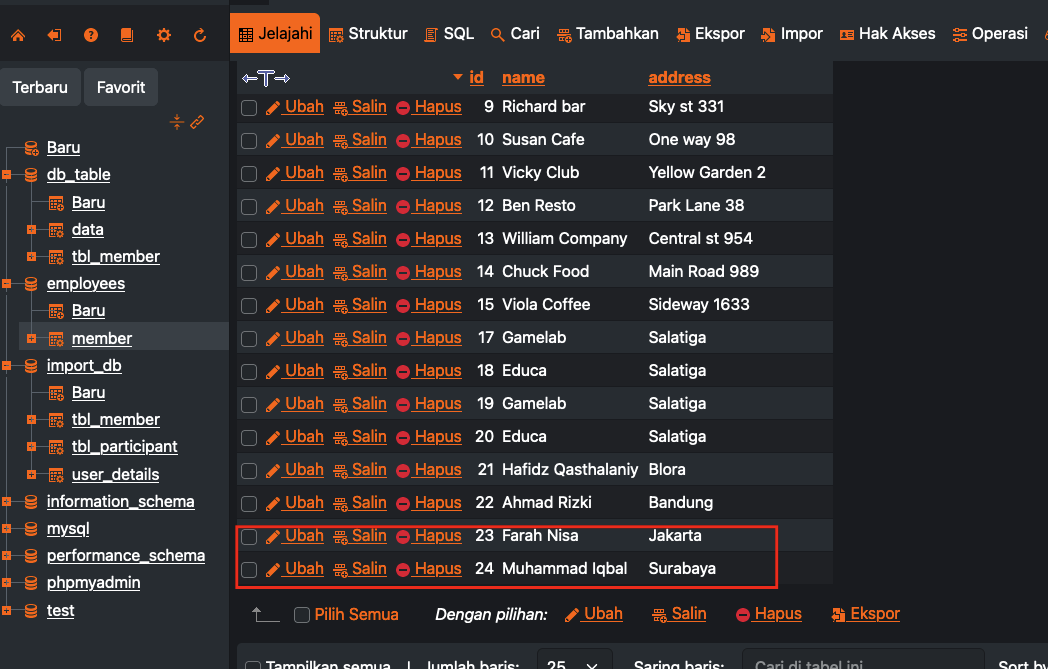 Jelajahi Struktur SQL Cari Tambahkan Ekspor Impor Hak Akses Operasi
Terbaru Favorit
Baru
db_table
Baru
data
tbl_member
employees
Baru
member
import_db
Baru
tbl_member
tbl_participant
user_details
information_schema
mysql
performance_schema
phpmyadmin
test
id name address
Ubah Salin Hapus 9 Richard bar Sky st 331
Ubah Salin Hapus 10 Susan Cafe One way 98
Ubah Salin Hapus 11 Vicky Club Yellow Garden 2
Ubah Salin Hapus 12 Ben Resto Park Lane 38
Ubah Salin Hapus 13 William Company Central st 954
Ubah Salin Hapus 14 Chuck Food Main Road 989
Ubah Salin Hapus 15 Viola Coffee Sideway 1633
Ubah Salin Hapus 17 Gamelab Salatiga
Ubah Salin Hapus 18 Educa Salatiga
Ubah Salin Hapus 19 Gamelab Salatiga
Ubah Salin Hapus 20 Educa Salatiga
Ubah Salin Hapus 21 Hafidz Qasthalaniy Blora
Ubah Salin Hapus 22 Ahmad Rizki Bandung
Ubah Salin Hapus 23 Farah Nisa Jakarta
Ubah Salin Hapus 24 Muhammad Iqbal Surabaya
Pilih Semua Dengan pilihan: Ubah Salin Hapus Ekspor
Tampilkan semua | Jumlah baris: 25 Saring baris: Cari di tabel ini Sort by